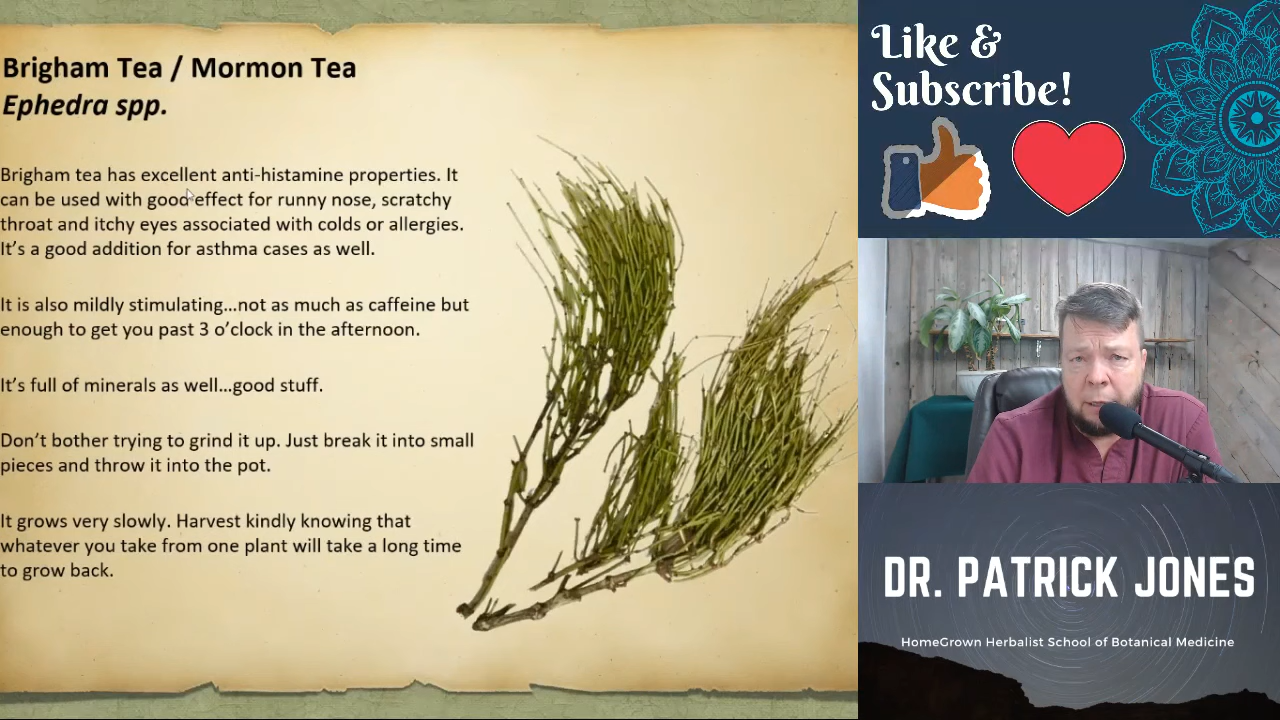 Brigham Tea / Mormon Tea
Ephedra spp.
Brigham tea has excellent anti-histamine properties. It
can be used with good effect for runny nose, scratchy
throat and itchy eyes associated with colds or allergies.
It’s a good addition for asthma cases as well.
It is also mildly stimulating...not as much as caffeine but
enough to get you past 3 o’clock in the afternoon.
It’s full of minerals as well...good stuff.
Don’t bother trying to grind it up. Just break it into small
pieces and throw it into the pot.
It grows very slowly. Harvest kindly knowing that
whatever you take from one plant will take a long time
to grow back.
Like &
Subscribe!
DR. PATRICK JONES
HomeGrown Herbalist School of Botanical Medicine